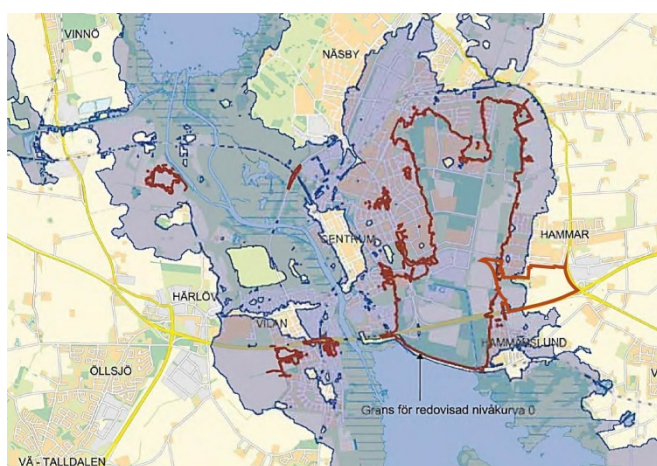 VINNÖ
NÄSBY
CENTRUM
HAMMAR
HÄRLÖV
VILAN
HAMMARSLUND
ÖLLSJÖ
Gräns för redovisad nivåkurva 0
VÄ - TALLDALEN
V